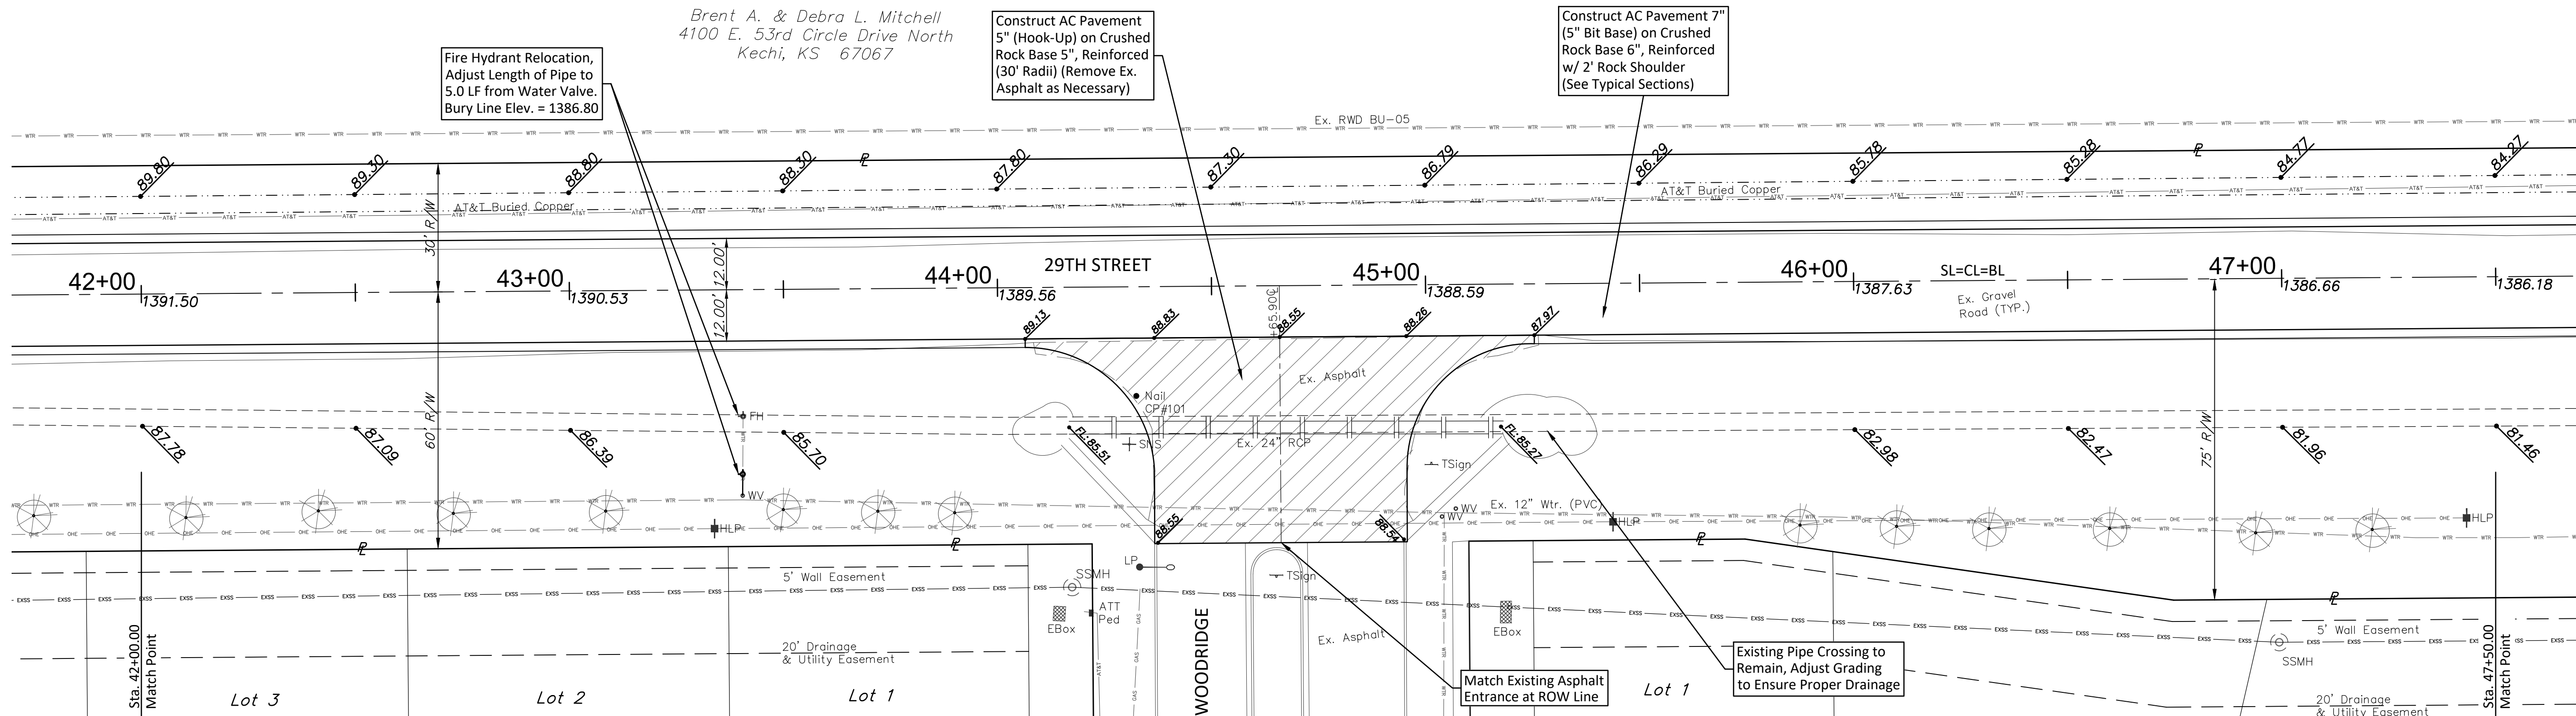 Brent A. & Debra L. Mitchell
4100 E. 53rd Circle Drive North
Kechi, KS 67067
Fire Hydrant Relocation,
Adjust Length of Pipe to
5.0 LF from Water Valve.
Bury Line Elev. = 1386.80
Construct AC Pavement
5" (Hook-Up) on Crushed
Rock Base 5", Reinforced
(30' Radii) (Remove Ex.
Asphalt as Necessary)
Construct AC Pavement 7"
(5" Bit Base) on Crushed
Rock Base 6", Reinforced
w/ 2' Rock Shoulder
(See Typical Sections)
Ex. RWD BU-05
89.80
89.30
88.80
88.30
87.80
87.30
86.79
86.29
85.78
85.28
84.77
84.27
AT&T Buried Copper
AT&T Buried Copper
30' R/W
12.00'
12.00'
60' R/W
75' R/W
42+00
1391.50
43+00
1390.53
44+00
1389.56
29TH STREET
45+00
1388.59
46+00
1387.63
SL=CL=BL
47+00
1386.66
1386.18
Ex. Gravel
Road (TYP.)
+65.90
89.13
88.83
88.55
88.26
87.97
Ex. Asphalt
Nail
CP#101
FH
SNS
Ex. 24" RCP
FL:85.51
FL:85.27
TSign
87.78
87.09
86.39
85.70
82.98
82.47
81.96
81.46
WV
HLP
WV
WV
Ex. 12" Wtr. (PVC)
HLP
HLP
88.55
88.54
LP
TSign
5' Wall Easement
SSMH
EBox
ATT
Ped
20' Drainage
& Utility Easement
Ex. Asphalt
EBox
WOODRIDGE
Match Existing Asphalt
Entrance at ROW Line
Existing Pipe Crossing to
Remain, Adjust Grading
to Ensure Proper Drainage
5' Wall Easement
SSMH
20' Drainage
& Utility Easement
Lot 3
Lot 2
Lot 1
Lot 1
Sta. 42+00.00
Match Point
Sta. 47+50.00
Match Point